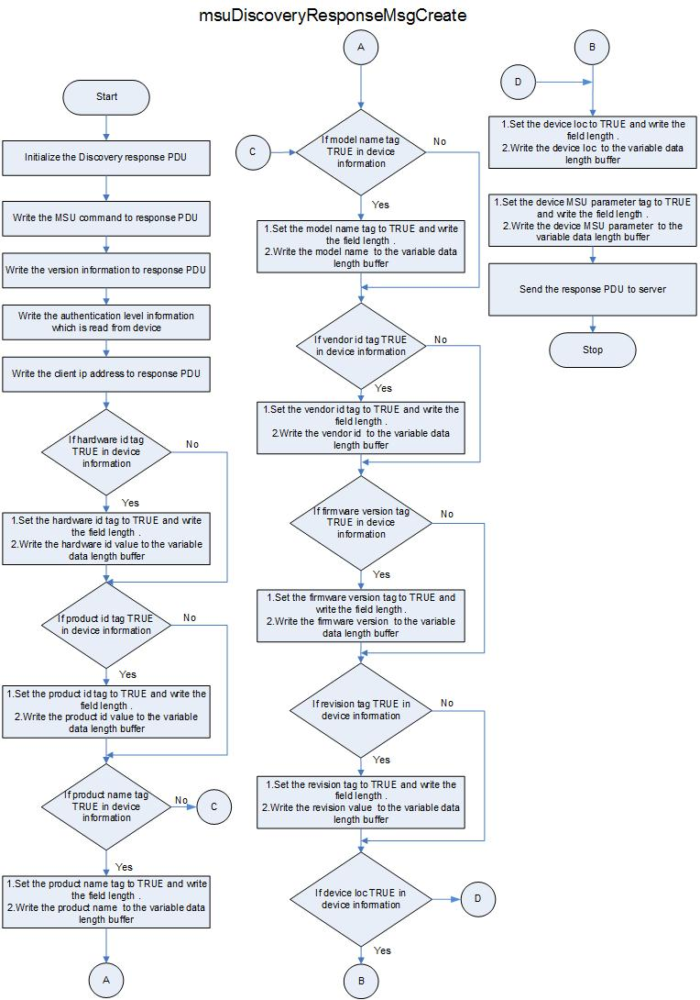 msuDiscoveryResponseMsgCreate
Start
Initialize the Discovery response PDU
Write the MSU command to response PDU
Write the version information to response PDU
Write the authentication level information
which is read from device
Write the client ip address to response PDU
If hardware id tag
TRUE in device
information
No
Yes
1.Set the hardware id tag to TRUE and write
the field length .
2.Write the hardware id value to the variable
data length buffer
If product id tag TRUE
in device information
No
Yes
1.Set the product id tag to TRUE and write the
field length .
2.Write the product id value to the variable
data length buffer
If product name tag
TRUE in device
information
No
C
Yes
1.Set the product name tag to TRUE and write
the field length .
2.Write the product name to the variable data
length buffer
A
A
C
If model name tag
TRUE in device
information
No
Yes
1.Set the model name tag to TRUE and write
the field length .
2.Write the model name to the variable data
length buffer
If vendor id tag TRUE
in device information
No
Yes
1.Set the vendor id tag to TRUE and write the
field length .
2.Write the vendor id to the variable data
length buffer
If firmware version tag
TRUE in device
information
No
Yes
1.Set the firmware version tag to TRUE and
write the field length .
2.Write the firmware version to the variable
data length buffer
If revision tag TRUE in
device information
No
Yes
1.Set the revision tag to TRUE and write the
field length .
2.Write the revision value to the variable data
length buffer
If device loc TRUE in
device information
D
Yes
B
B
D
1.Set the device loc to TRUE and write the
field length .
2.Write the device loc to the variable data
length buffer
1.Set the device MSU parameter tag to TRUE
and write the field length .
2.Write the device MSU parameter to the
variable data length buffer
Send the response PDU to server
Stop